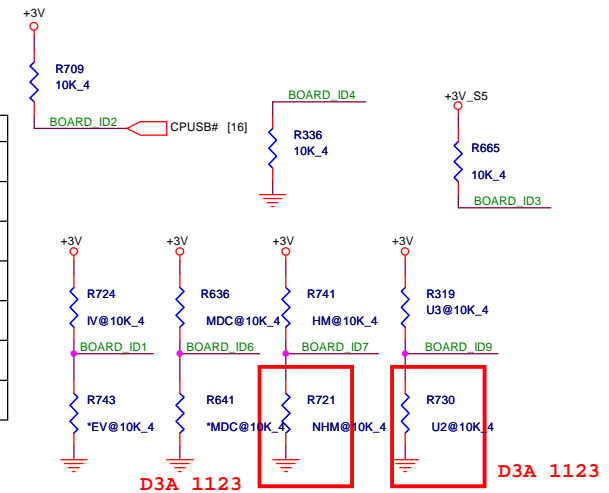 +3V
R709
10K_4
BOARD_ID2
CPUSB# [16]
BOARD_ID4
R336
10K_4
+3V_S5
R665
10K_4
BOARD_ID3
+3V
R724
IV@10K_4
BOARD_ID1
R743
*EV@10K_4
+3V
R636
MDC@10K_4
BOARD_ID6
R641
*MDC@10K_4
+3V
R741
HM@10K_4
BOARD_ID7
R721
NHM@10K_4
+3V
R319
U3@10K_4
BOARD_ID9
R730
U2@10K_4
D3A 1123
D3A 1123